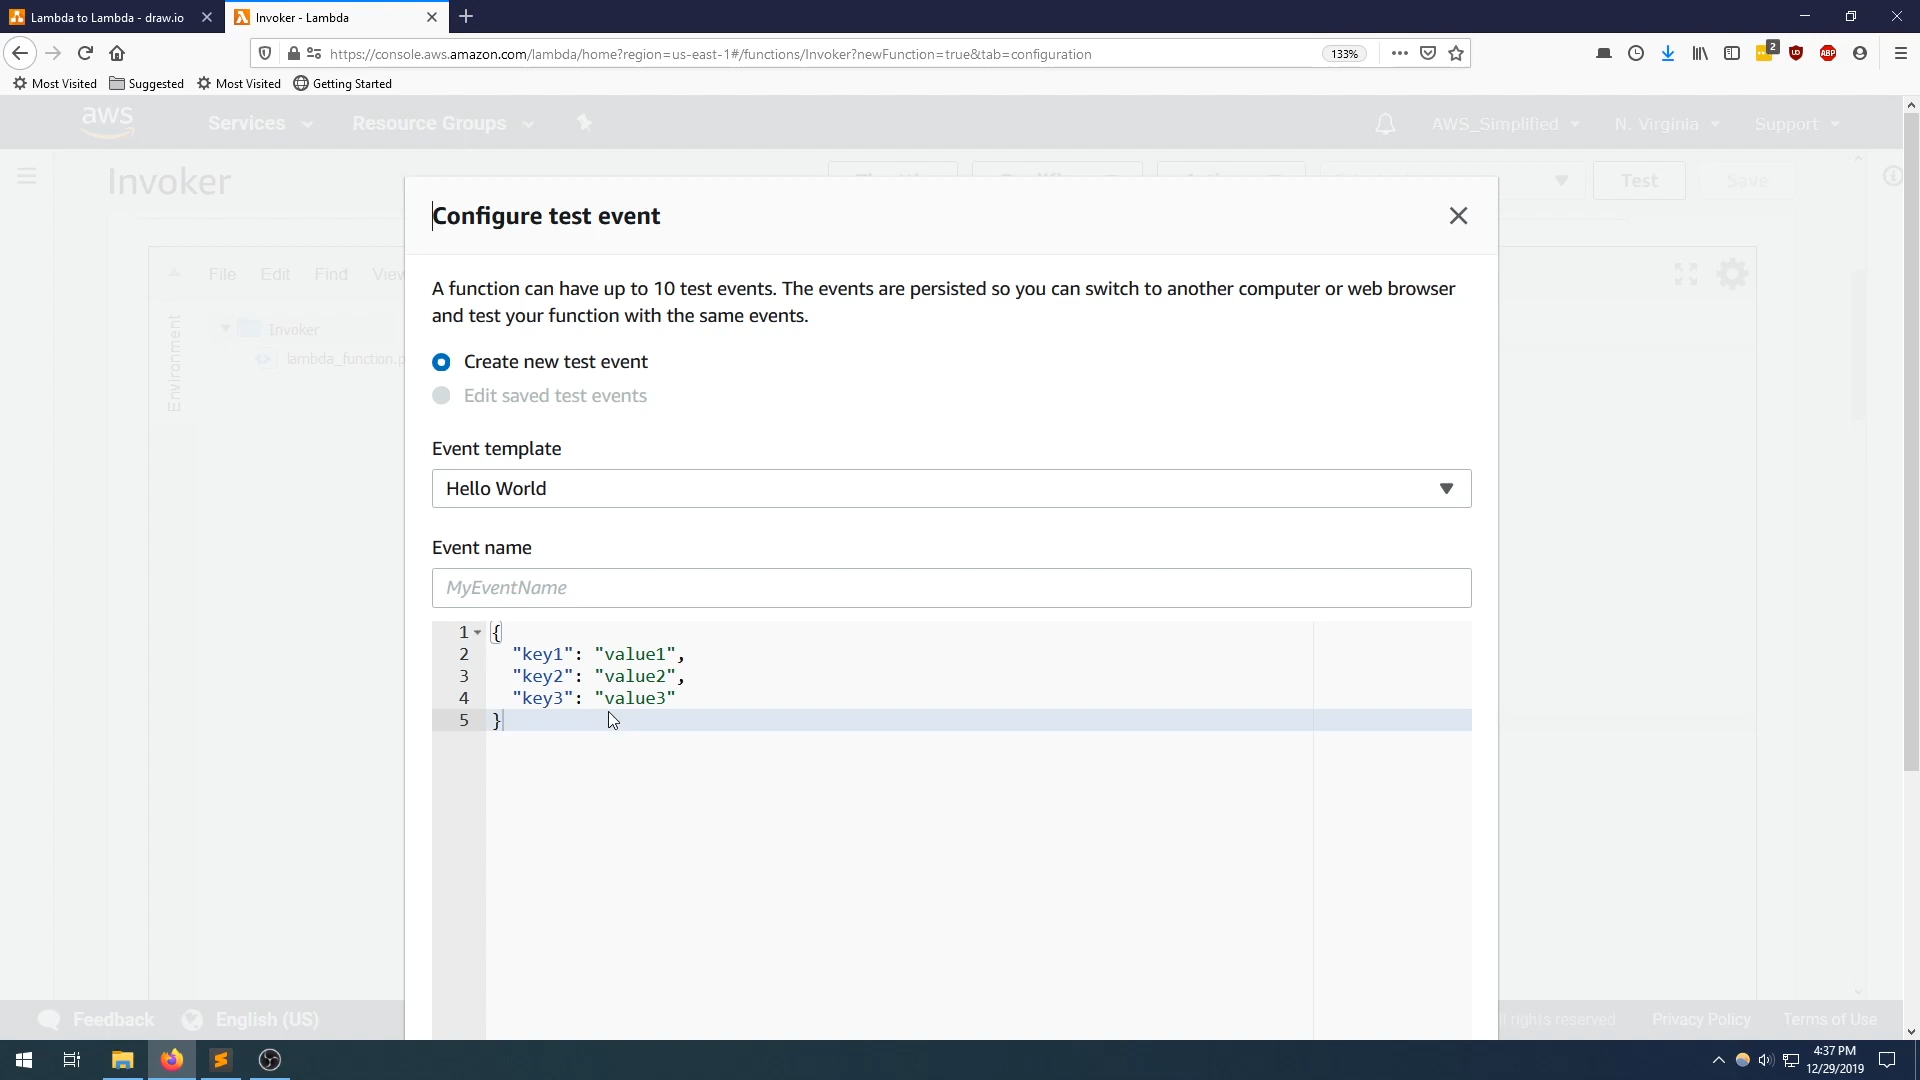 Lambda to Lambda - draw.io
Invoker - Lambda
https://console.aws.amazon.com/lambda/home?region=us-east-1#/functions/Invoker?newFunction=true&tab=configuration
133%
2
Most Visited
Suggested
Most Visited
Getting Started
aws
Services
Resource Groups
AWS_Simplified
N. Virginia
Support
Invoker
Test
Save
Configure test event
File
Edit
Find
View
Environment
Invoker
lambda_function.p
A function can have up to 10 test events. The events are persisted so you can switch to another computer or web browser
and test your function with the same events.
Create new test event
Edit saved test events
Event template
Hello World
Event name
MyEventName
1 {
2 "key1": "value1",
3 "key2": "value2",
4 "key3": "value3"
5 }
Feedback
English (US)
ll rights reserved
Privacy Policy
Terms of Use
4:37 PM
12/29/2019